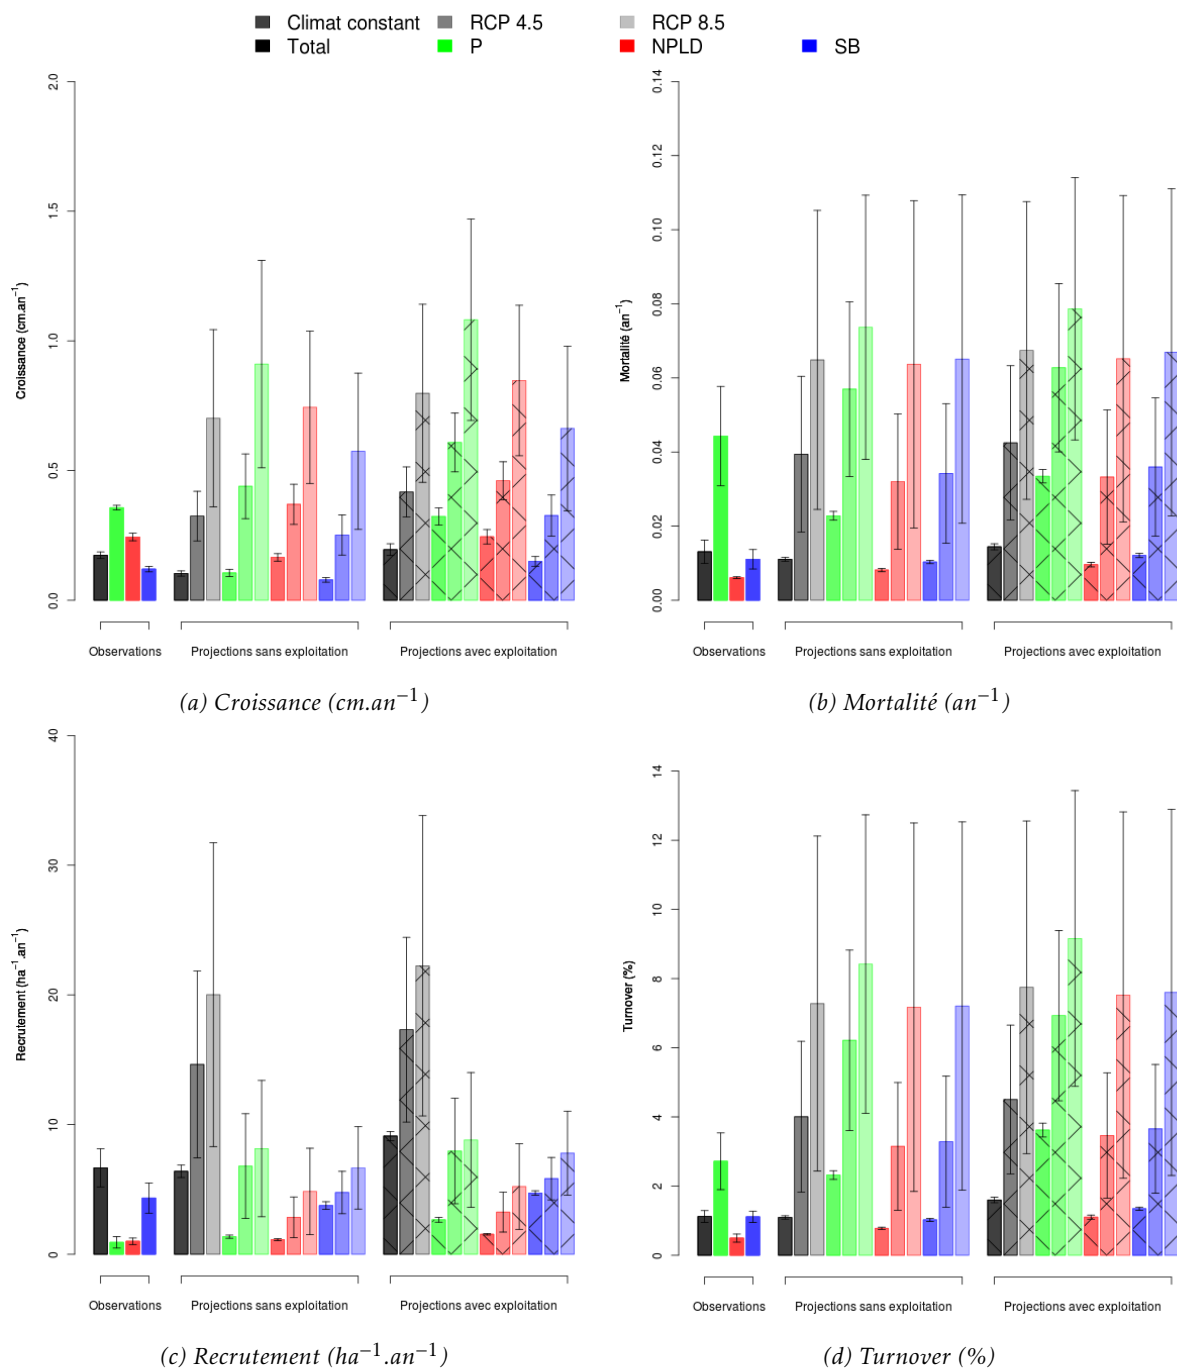 Climat constant RCP 4.5 RCP 8.5
Total P NPLD SB
Croissance (cm.an⁻¹)
0.0 0.5 1.0 1.5 2.0
Observations Projections sans exploitation Projections avec exploitation
(a) Croissance (cm.an⁻¹)
Mortalité (an⁻¹)
0.00 0.02 0.04 0.06 0.08 0.10 0.12 0.14
Observations Projections sans exploitation Projections avec exploitation
(b) Mortalité (an⁻¹)
Recrutement (ha⁻¹.an⁻¹)
0 10 20 30 40
Observations Projections sans exploitation Projections avec exploitation
(c) Recrutement (ha⁻¹.an⁻¹)
Turnover (%)
0 2 4 6 8 10 12 14
Observations Projections sans exploitation Projections avec exploitation
(d) Turnover (%)